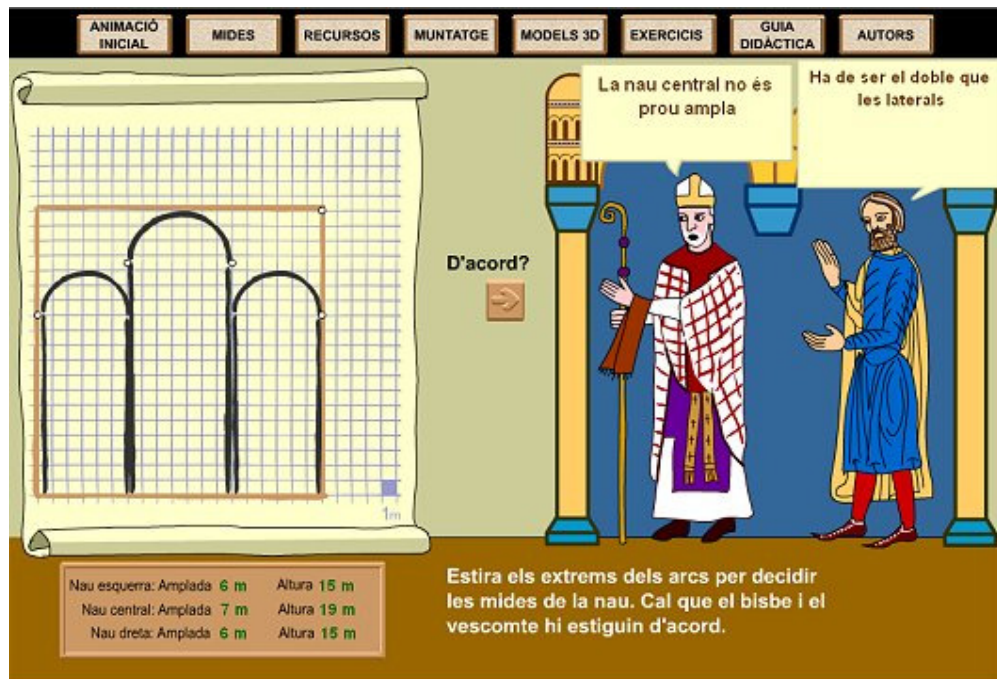 ANIMACIÓ
INICIAL
MIDES
RECURSOS
MUNTATGE
MODELS 3D
EXERCICIS
GUIA
DIDÀCTICA
AUTORS
La nau central no és
prou ampla
Ha de ser el doble que
les laterals
D'acord?
1m
Nau esquerra: Amplada 6 m Altura 15 m
Nau central: Amplada 7 m Altura 19 m
Nau dreta: Amplada 6 m Altura 15 m
Estira els extrems dels arcs per decidir
les mides de la nau. Cal que el bisbe i el
vescomte hi estiguin d'acord.